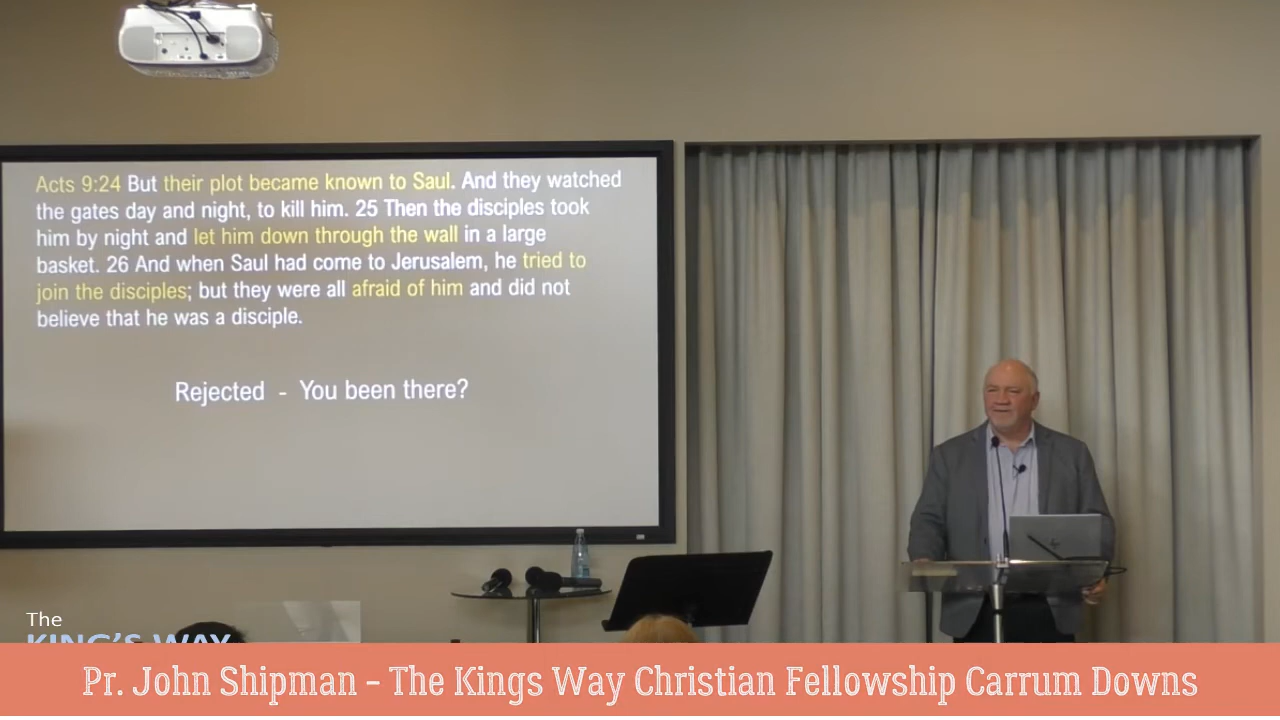 Acts 9:24 But their plot became known to Saul. And they watched
the gates day and night, to kill him. 25 Then the disciples took
him by night and let him down through the wall in a large
basket. 26 And when Saul had come to Jerusalem, he tried to
join the disciples; but they were all afraid of him and did not
believe that he was a disciple.
Rejected - You been there?
The
KING'S WAY
Pr. John Shipman – The Kings Way Christian Fellowship Carrum Downs